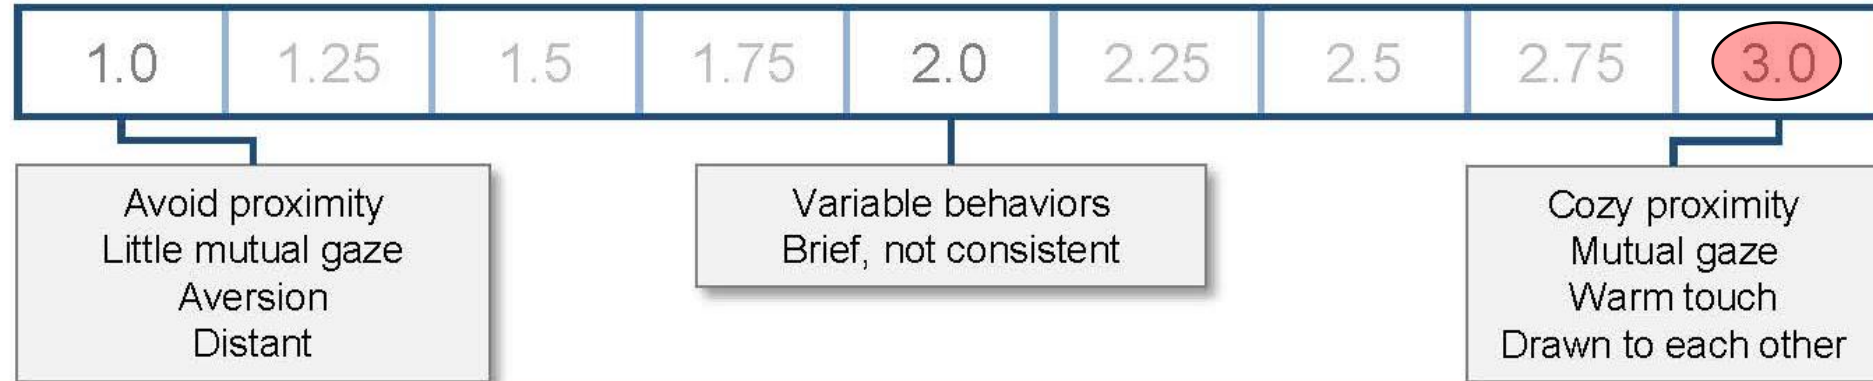 1.0 1.25 1.5 1.75 2.0 2.25 2.5 2.75 3.0
Avoid proximity
Little mutual gaze
Aversion
Distant
Variable behaviors
Brief, not consistent
Cozy proximity
Mutual gaze
Warm touch
Drawn to each other